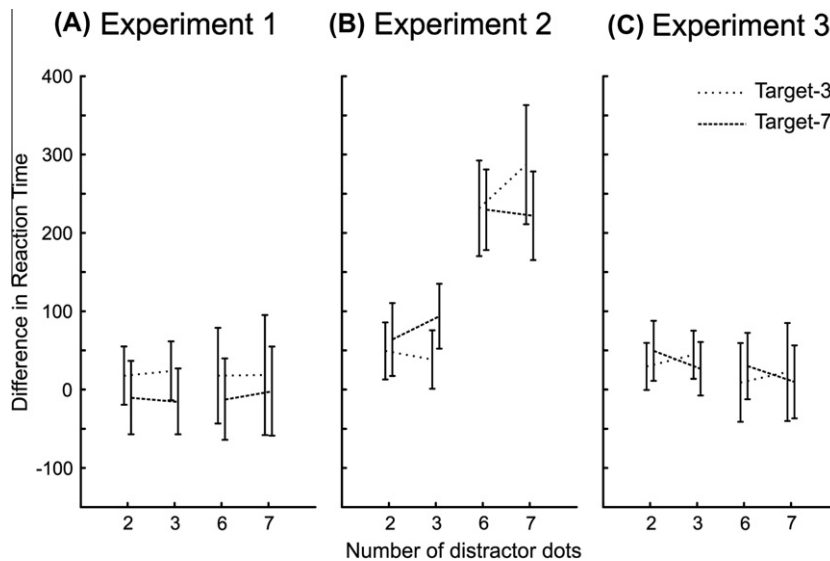 (A) Experiment 1
(B) Experiment 2
(C) Experiment 3
Difference in Reaction Time
400
300
200
100
0
-100
Target-3
Target-7
2 3 6 7
2 3 6 7
2 3 6 7
Number of distractor dots